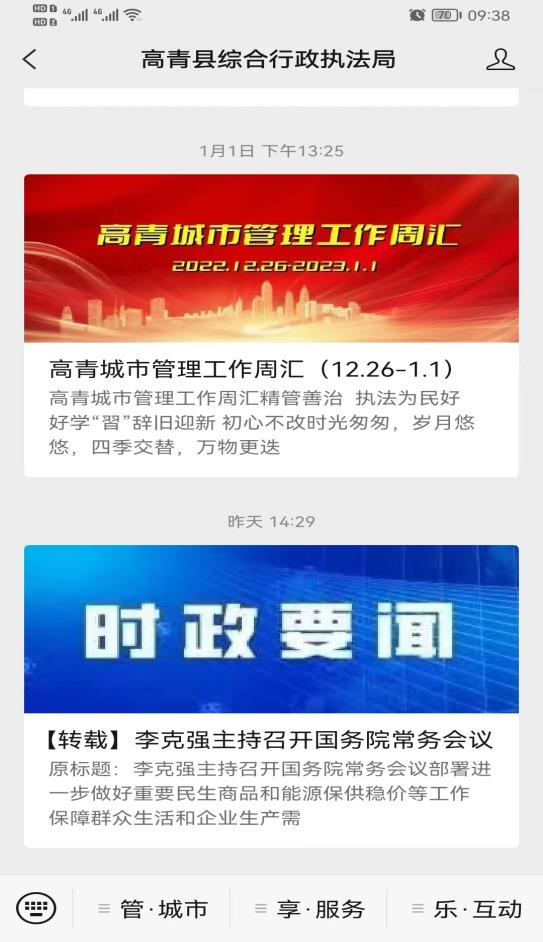 HD 1 4G 4G 70 09:38
HD 2
高青县综合行政执法局
1月1日 下午13:25
高青城市管理工作周汇
2022.12.26-2023.1.1
高青城市管理工作周汇（12.26-1.1）
高青城市管理工作周汇精管善治 执法为民好
好学“習”辞旧迎新 初心不改时光匆匆，岁月悠
悠，四季交替，万物更迭
昨天 14:29
时政要闻
【转载】李克强主持召开国务院常务会议
原标题：李克强主持召开国务院常务会议部署进
一步做好重要民生商品和能源保供稳价等工作
保障群众生活和企业生产需
管·城市 享·服务 乐·互动